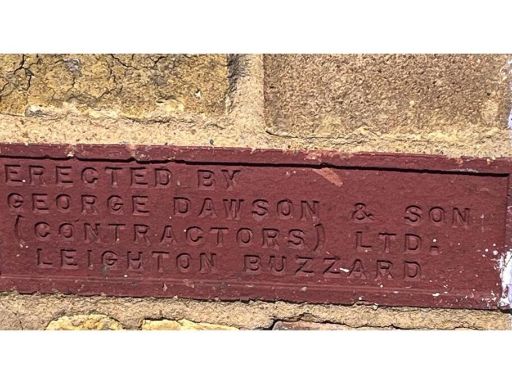 ERECTED BY
GEORGE DAWSON & SON
(CONTRACTORS) LTD.
LEIGHTON BUZZARD